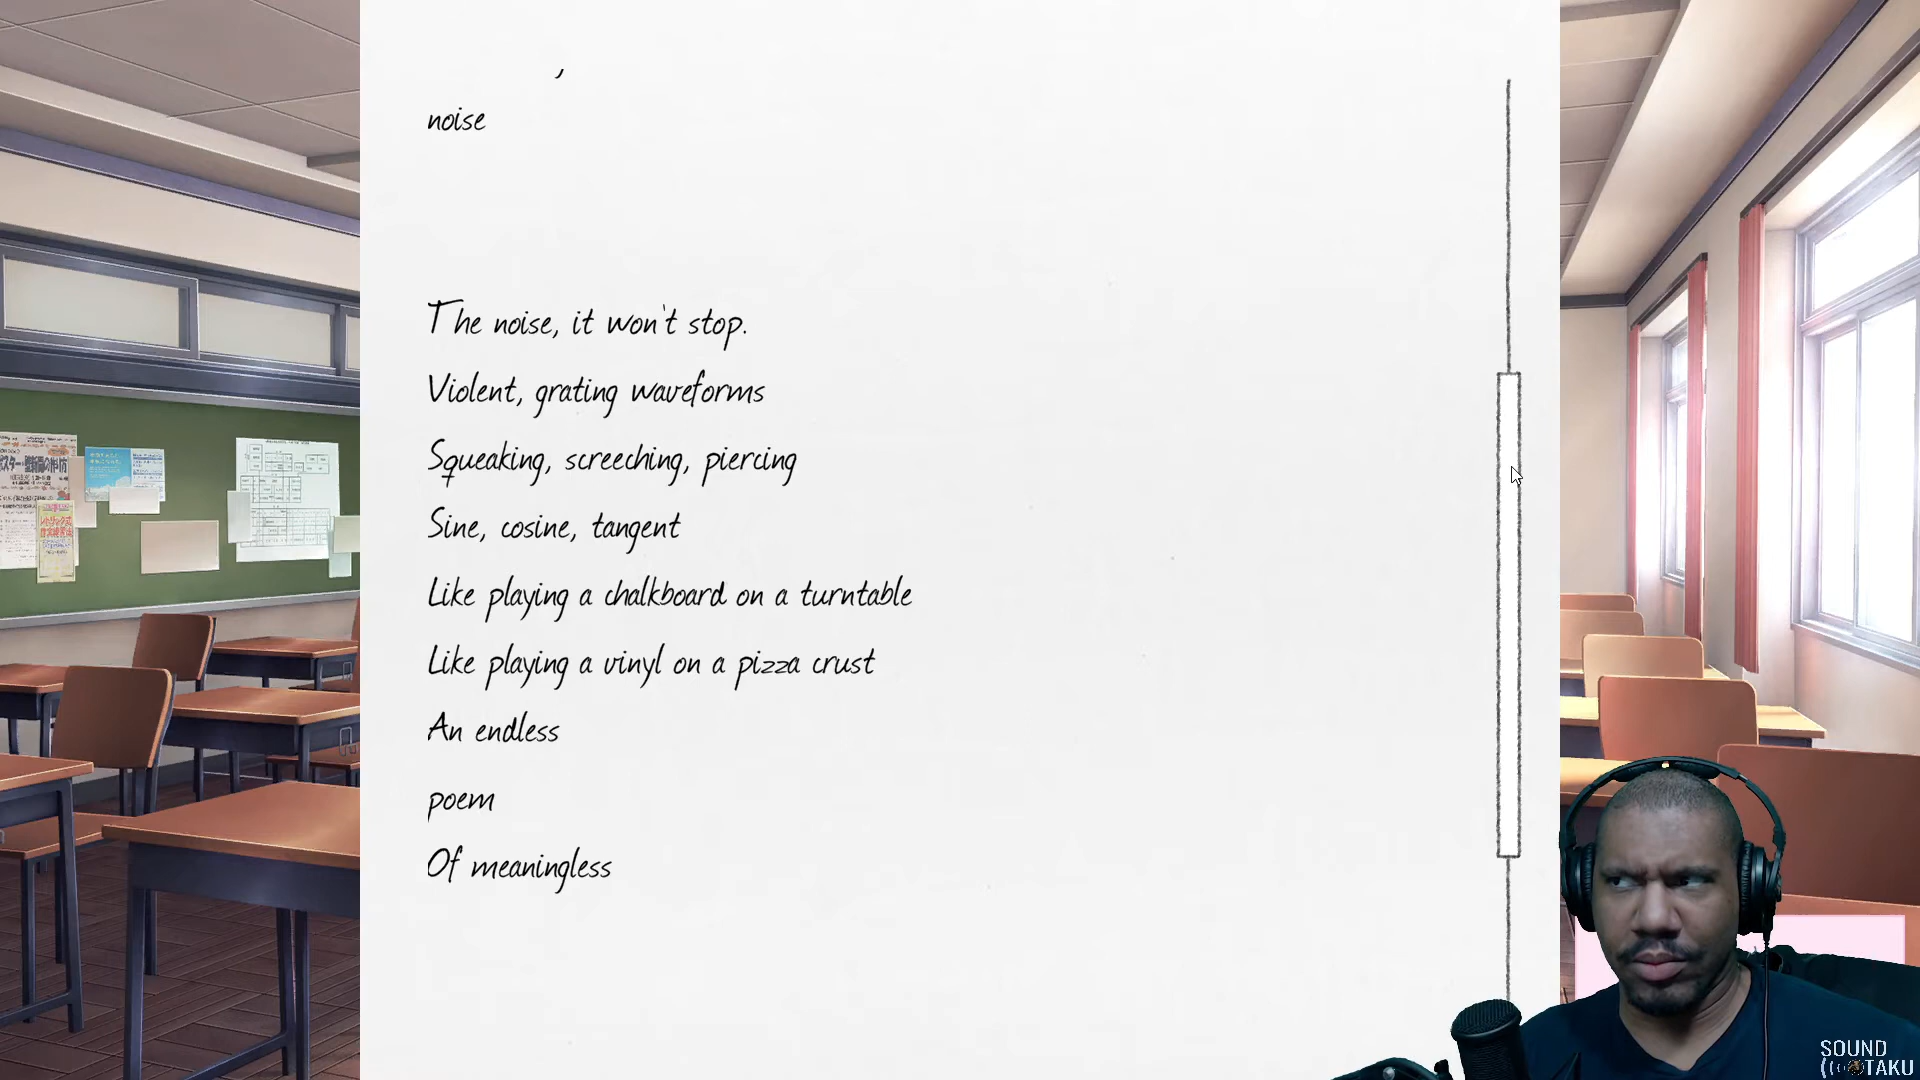 noise
The noise, it won't stop.
Violent, grating waveforms
Squeaking, screeching, piercing
Sine, cosine, tangent
Like playing a chalkboard on a turntable
Like playing a vinyl on a pizza crust
An endless
poem
Of meaningless
SOUND
OTAKU